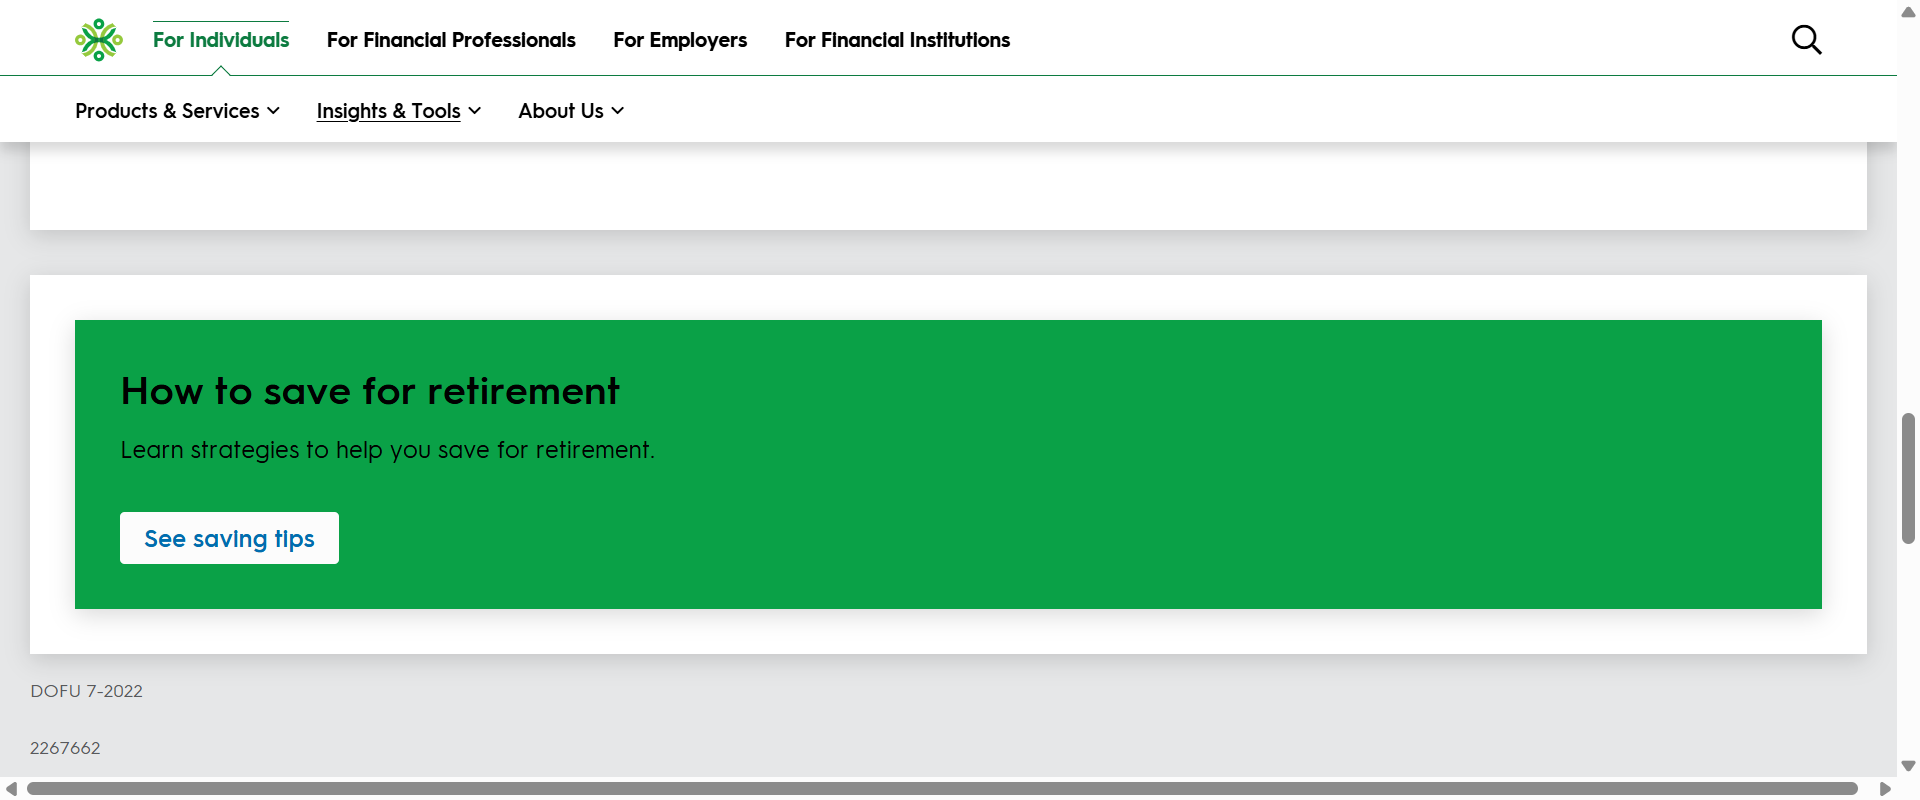 For Individuals For Financial Professionals For Employers For Financial Institutions
Products & Services Insights & Tools About Us
How to save for retirement
Learn strategies to help you save for retirement.
See saving tips
DOFU 7-2022
2267662